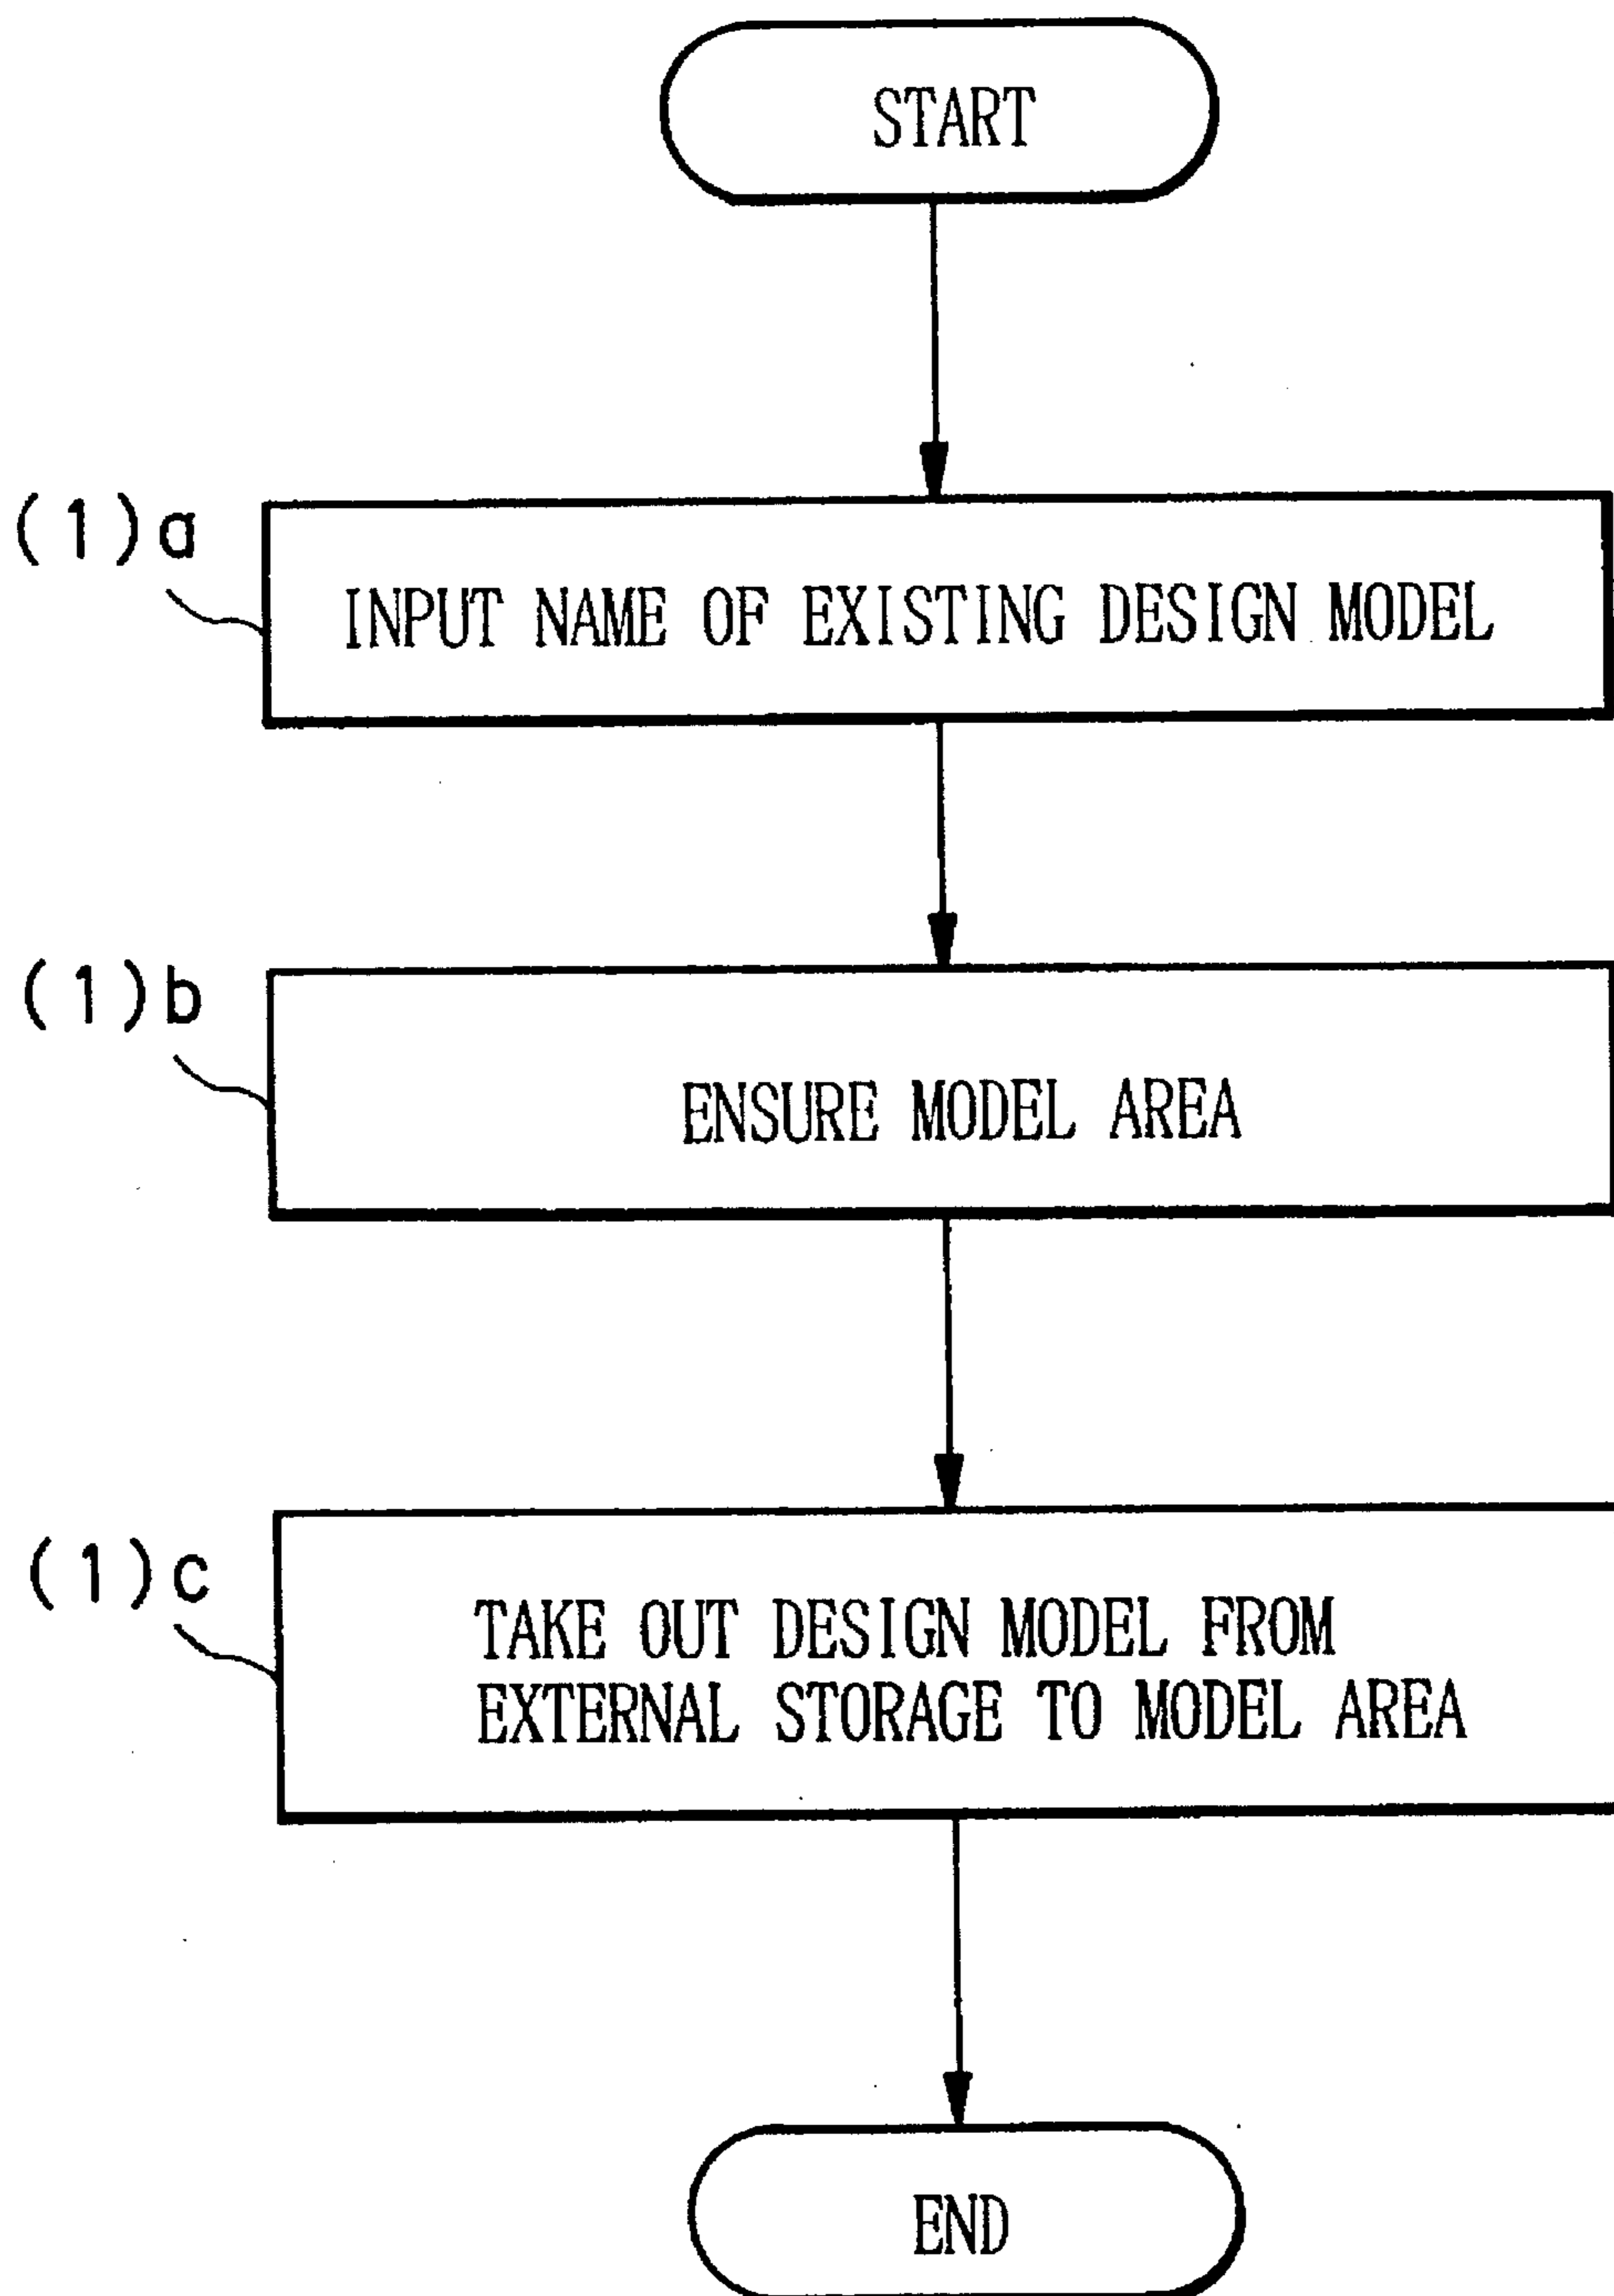 START
(1)a
INPUT NAME OF EXISTING DESIGN MODEL
(1)b
ENSURE MODEL AREA
(1)c
TAKE OUT DESIGN MODEL FROM
EXTERNAL STORAGE TO MODEL AREA
END